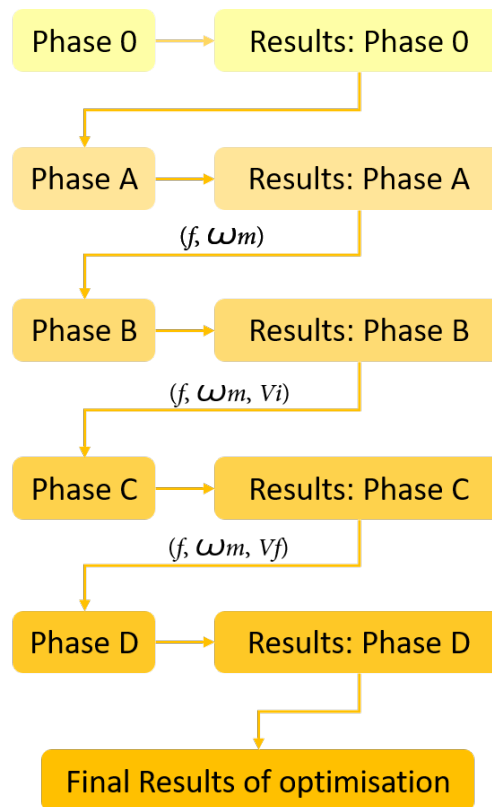 Phase 0
Results: Phase 0
Phase A
Results: Phase A
(f, ωm)
Phase B
Results: Phase B
(f, ωm, Vi)
Phase C
Results: Phase C
(f, ωm, Vf)
Phase D
Results: Phase D
Final Results of optimisation